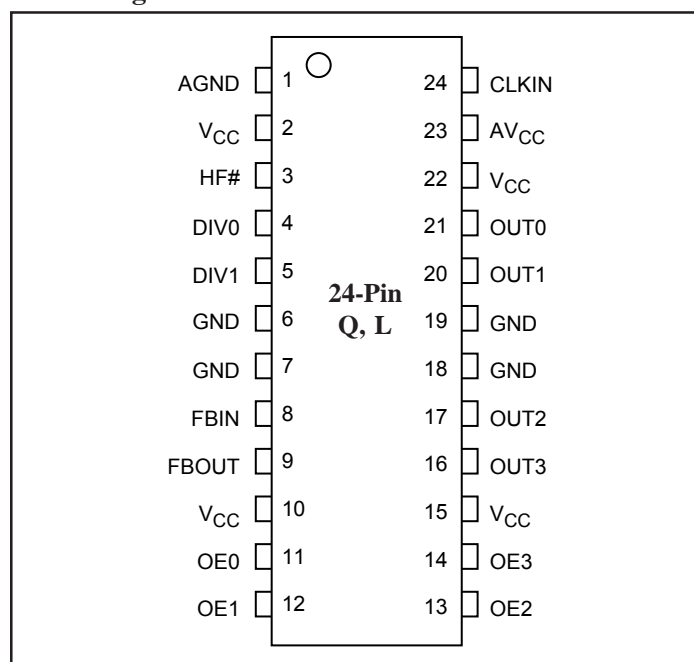 AGND 1 24 CLKIN
VCC 2 23 AVCC
HF# 3 22 VCC
DIV0 4 21 OUT0
DIV1 5 20 OUT1
24-Pin
Q, L
GND 6 19 GND
GND 7 18 GND
FBIN 8 17 OUT2
FBOUT 9 16 OUT3
VCC 10 15 VCC
OE0 11 14 OE3
OE1 12 13 OE2